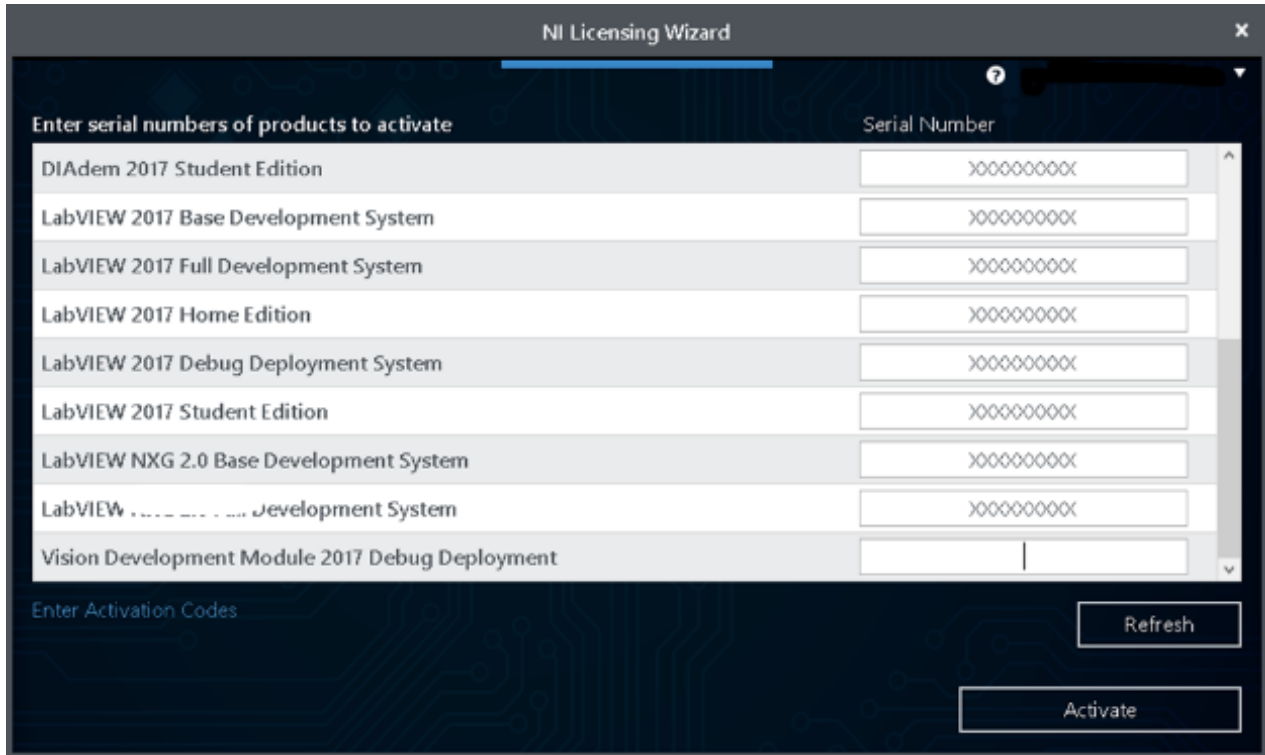 NI Licensing Wizard x
?
Enter serial numbers of products to activate Serial Number
DIAdem 2017 Student Edition XXXXXXXXX
LabVIEW 2017 Base Development System XXXXXXXXX
LabVIEW 2017 Full Development System XXXXXXXXX
LabVIEW 2017 Home Edition XXXXXXXXX
LabVIEW 2017 Debug Deployment System XXXXXXXXX
LabVIEW 2017 Student Edition XXXXXXXXX
LabVIEW NXG 2.0 Base Development System XXXXXXXXX
LabVIEW Development System XXXXXXXXX
Vision Development Module 2017 Debug Deployment
Enter Activation Codes
Refresh
Activate